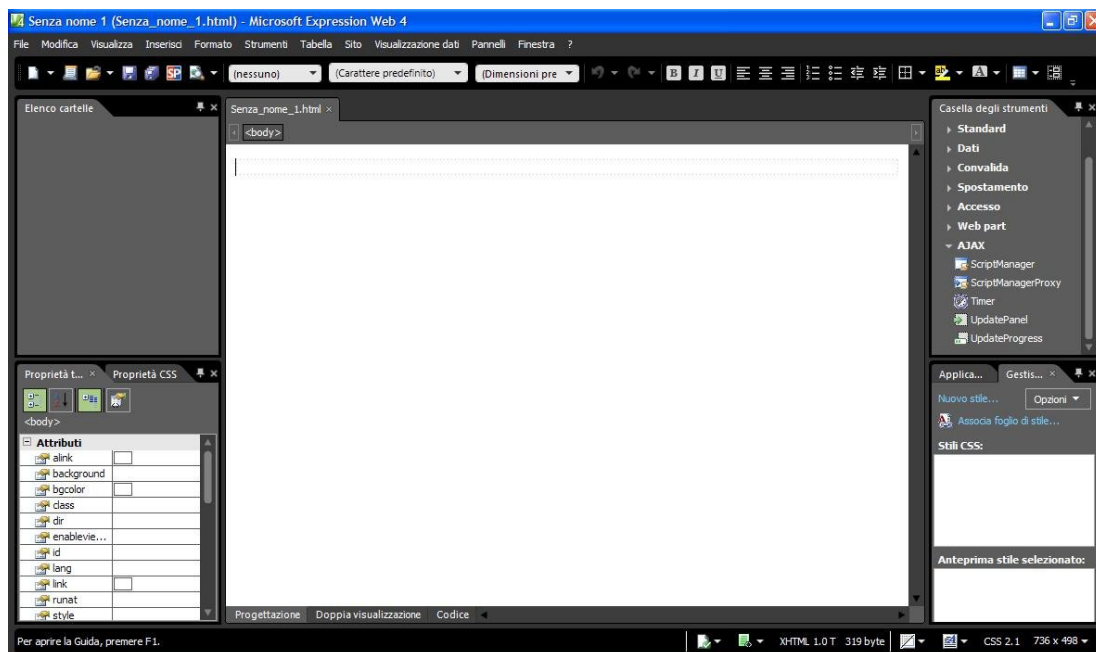 Senza nome 1 (Senza_nome_1.html) - Microsoft Expression Web 4
File Modifica Visualizza Inserisci Formato Strumenti Tabella Sito Visualizzazione dati Pannelli Finestra ?
(nessuno) (Carattere predefinito) (Dimensioni pre B I U
Elenco cartelle
Senza_nome_1.html ×
<body>
Casella degli strumenti
Standard
Dati
Convalida
Spostamento
Accesso
Web part
AJAX
ScriptManager
ScriptManagerProxy
Timer
UpdatePanel
UpdateProgress
Proprietà t... × Proprietà CSS
<body>
Attributi
alink
background
bgcolor
class
dir
enablevie...
id
lang
link
runat
style
Applica... Gestis... ×
Nuovo stile... Opzioni
Associa foglio di stile...
Stili CSS:
Anteprima stile selezionato:
Progettazione Doppia visualizzazione Codice
Per aprire la Guida, premere F1.
XHTML 1.0 T 319 byte CSS 2.1 736 x 498